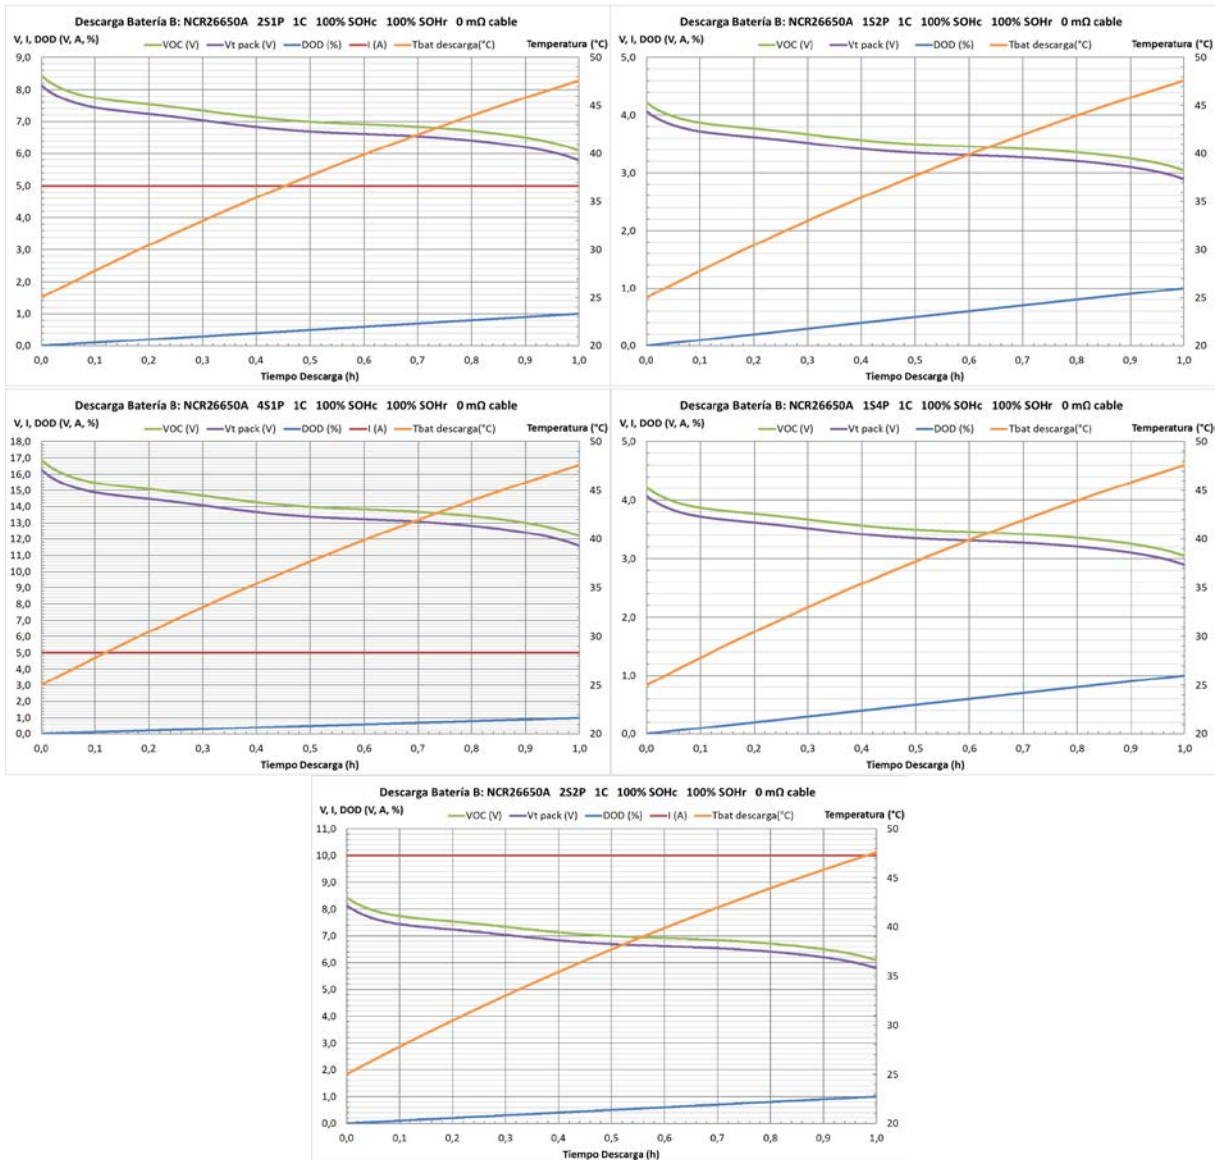 Descarga Batería B: NCR26650A 2S1P 1C 100% SOHc 100% SOHr 0 mΩ cable
V, I, DOD (V, A, %) VOC (V) Vt pack (V) DOD (%) I (A) Tbat descarga(°C) Temperatura (°C)
9,0 50
8,0 45
7,0
6,0 40
5,0 35
4,0
3,0 30
2,0 25
1,0
0,0 20
0,0 0,1 0,2 0,3 0,4 0,5 0,6 0,7 0,8 0,9 1,0
Tiempo Descarga (h)
Descarga Batería B: NCR26650A 1S2P 1C 100% SOHc 100% SOHr 0 mΩ cable
V, I, DOD (V, A, %) VOC (V) Vt pack (V) DOD (%) Tbat descarga(°C) Temperatura (°C)
5,0 50
45
4,0 40
3,0 35
2,0 30
1,0 25
0,0 20
0,0 0,1 0,2 0,3 0,4 0,5 0,6 0,7 0,8 0,9 1,0
Tiempo Descarga (h)
Descarga Batería B: NCR26650A 4S1P 1C 100% SOHc 100% SOHr 0 mΩ cable
V, I, DOD (V, A, %) VOC (V) Vt pack (V) DOD (%) I (A) Tbat descarga(°C) Temperatura (°C)
18,0 50
17,0
16,0
15,0 45
14,0
13,0
12,0 40
11,0
10,0
9,0 35
8,0
7,0
6,0 30
5,0
4,0
3,0 25
2,0
1,0
0,0 20
0,0 0,1 0,2 0,3 0,4 0,5 0,6 0,7 0,8 0,9 1,0
Tiempo Descarga (h)
Descarga Batería B: NCR26650A 1S4P 1C 100% SOHc 100% SOHr 0 mΩ cable
V, I, DOD (V, A, %) VOC (V) Vt pack (V) DOD (%) Tbat descarga(°C) Temperatura (°C)
5,0 50
45
4,0 40
3,0 35
2,0 30
1,0 25
0,0 20
0,0 0,1 0,2 0,3 0,4 0,5 0,6 0,7 0,8 0,9 1,0
Tiempo Descarga (h)
Descarga Batería B: NCR26650A 2S2P 1C 100% SOHc 100% SOHr 0 mΩ cable
V, I, DOD (V, A, %) VOC (V) Vt pack (V) DOD (%) I (A) Tbat descarga(°C) Temperatura (°C)
11,0 50
10,0
9,0 45
8,0
7,0 40
6,0
5,0 35
4,0 30
3,0
2,0 25
1,0
0,0 20
0,0 0,1 0,2 0,3 0,4 0,5 0,6 0,7 0,8 0,9 1,0
Tiempo Descarga (h)